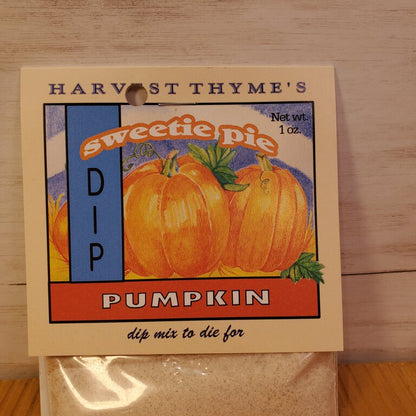 HARVEST THYME'S
Net wt.
1 oz.
sweetie pie
DIP
PUMPKIN
dip mix to die for